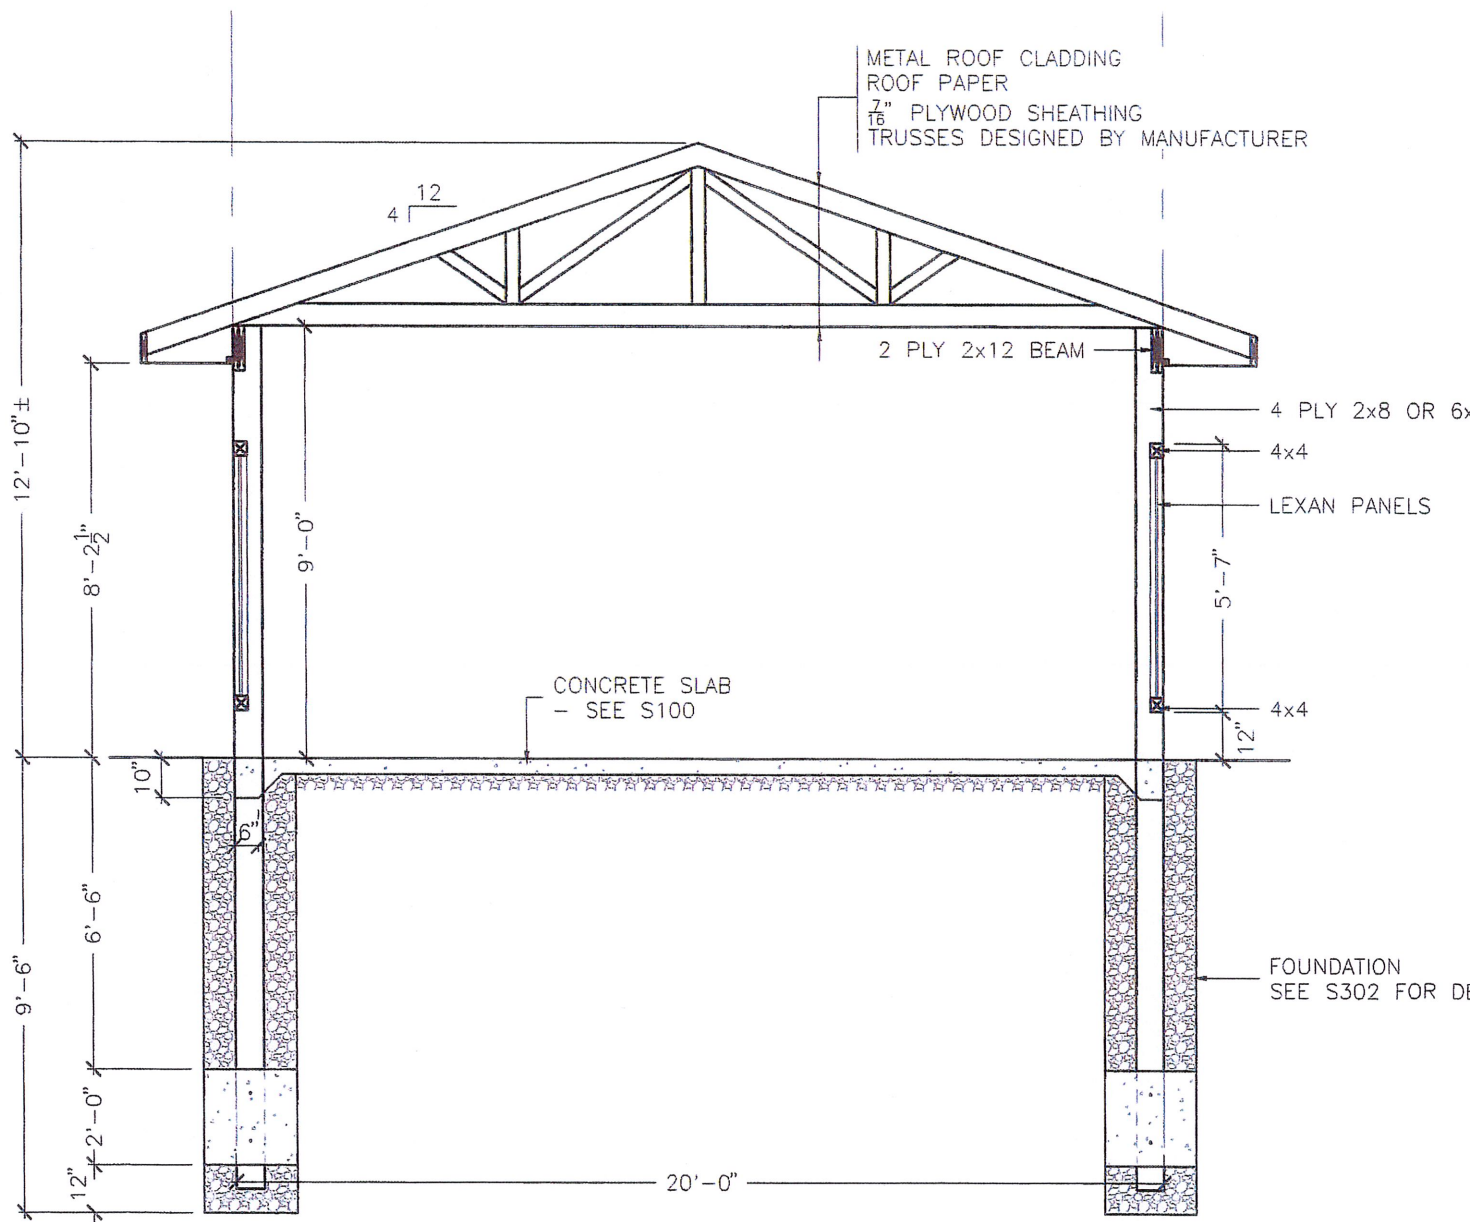 METAL ROOF CLADDING
ROOF PAPER
7/16" PLYWOOD SHEATHING
TRUSSES DESIGNED BY MANUFACTURER
12
4
2 PLY 2x12 BEAM
4 PLY 2x8 OR 6x
4x4
LEXAN PANELS
12'-10"±
8'-2 1/2"
9'-0"
5'-7"
CONCRETE SLAB
- SEE S100
4x4
12"
10"
6"
6'-6"
9'-6"
FOUNDATION
SEE S302 FOR
2'-0"
12"
20'-0"